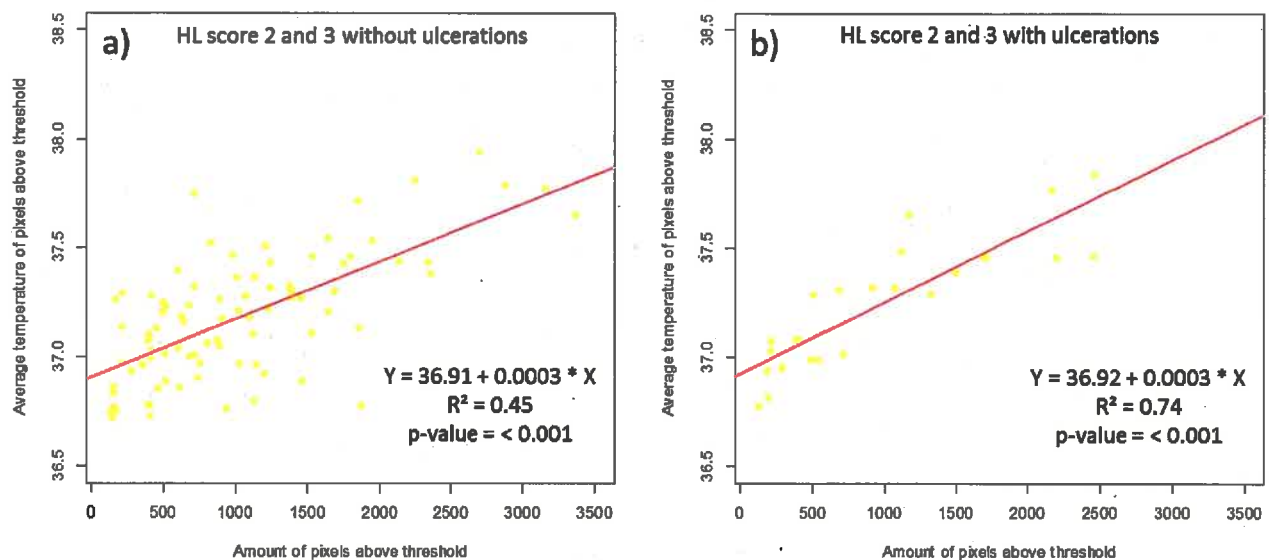 a) HL score 2 and 3 without ulcerations
Average temperature of pixels above threshold
38.5
38.0
37.5
37.0
36.5
Y = 36.91 + 0.0003 * X
R² = 0.45
p-value = < 0.001
0 500 1000 1500 2000 2500 3000 3500
Amount of pixels above threshold
b) HL score 2 and 3 with ulcerations
Average temperature of pixels above threshold
38.5
38.0
37.5
37.0
36.5
Y = 36.92 + 0.0003 * X
R² = 0.74
p-value = < 0.001
0 500 1000 1500 2000 2500 3000 3500
Amount of pixels above threshold